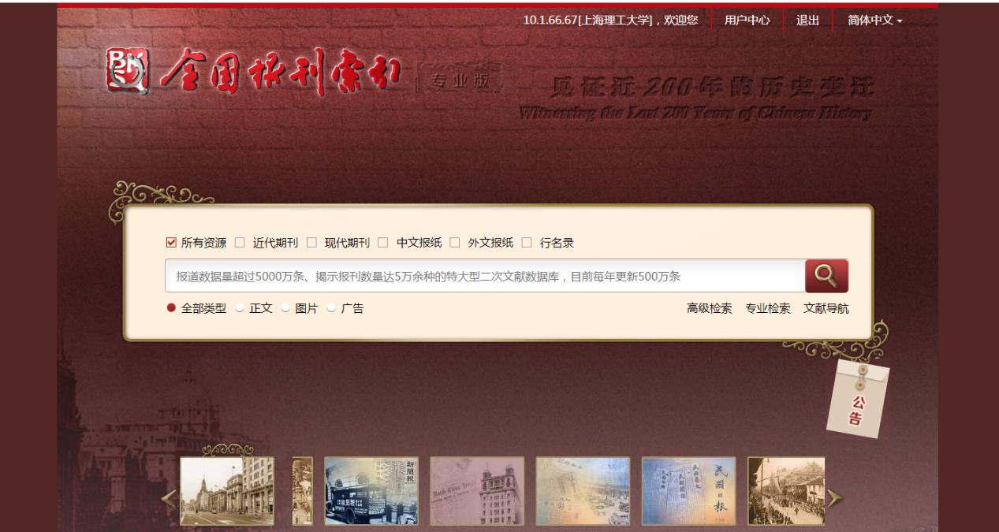 10.1.66.67[上海理工大学]，欢迎您 用户中心 退出 简体中文
全国报刊索引 专业版
见证近200年的历史变迁
Witnessing the Last 200 Years of Chinese History
所有资源 近代期刊 现代期刊 中文报纸 外文报纸 行名录
报道数据量超过5000万条、揭示报刊数量达5万余种的特大型二次文献数据库，目前每年更新500万条
全部类型 正文 图片 广告 高级检索 专业检索 文献导航
公告
新聞報
民國日報